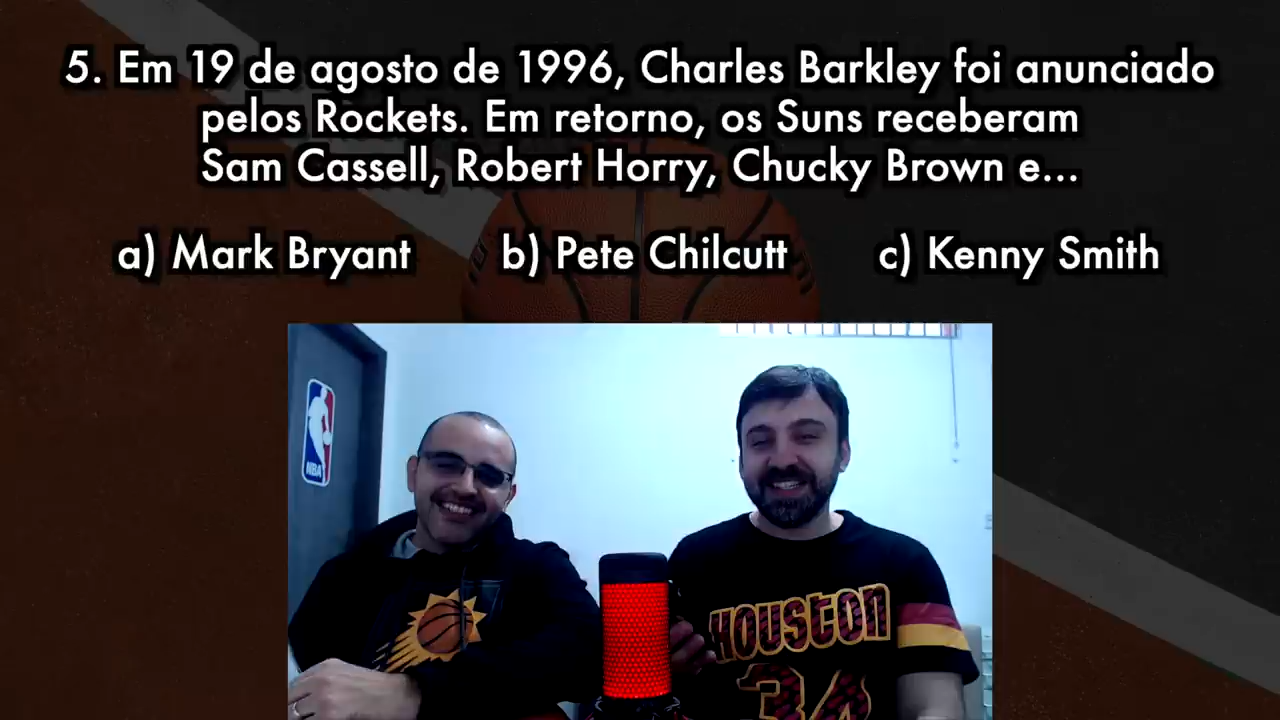 5. Em 19 de agosto de 1996, Charles Barkley foi anunciado
pelos Rockets. Em retorno, os Suns receberam
Sam Cassell, Robert Horry, Chucky Brown e...
a) Mark Bryant b) Pete Chilcutt c) Kenny Smith
NBA
HOUSTON
34